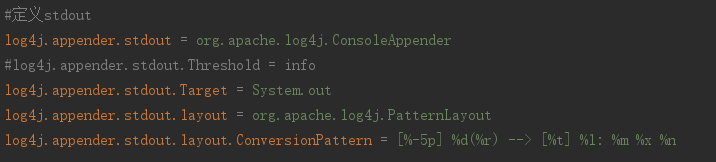 #定义stdout
log4j.appender.stdout = org.apache.log4j.ConsoleAppender
#log4j.appender.stdout.Threshold = info
log4j.appender.stdout.Target = System.out
log4j.appender.stdout.layout = org.apache.log4j.PatternLayout
log4j.appender.stdout.layout.ConversionPattern = [%-5p] %d(%r) --> [%t] %l: %m %x %n